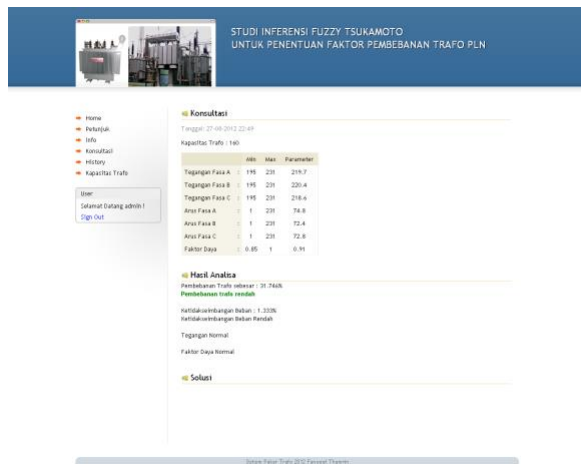 STUDI INFERENSI FUZZY TSUKAMOTO
UNTUK PENENTUAN FAKTOR PEMBEBANAN TRAFO PLN
Home
Petunjuk
Info
Konsultasi
History
Kapasitas Trafo
User
Selamat Datang admin !
Sign Out
Konsultasi
Tanggal: 27-08-2012 22:49
Kapasitas Trafo : 160
Min Max Parameter
Tegangan Fasa A : 195 231 219.7
Tegangan Fasa B : 195 231 220.4
Tegangan Fasa C : 195 231 218.6
Arus Fasa A : 1 231 74.8
Arus Fasa B : 1 231 72.4
Arus Fasa C : 1 231 72.8
Faktor Daya : 0.85 1 0.91
Hasil Analisa
Pembebanan Trafo sebesar : 31.746%
Pembebanan trafo rendah
Ketidakseimbangan Beban : 1.333%
Ketidakseimbangan Beban Rendah
Tegangan Normal
Faktor Daya Normal
Solusi
Sistem Pakar Trafo 2012